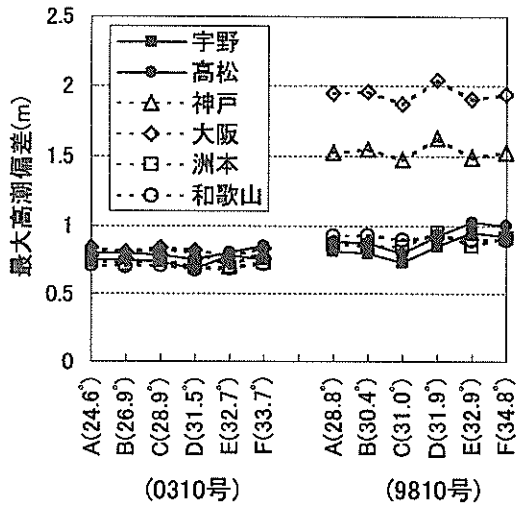 最大高潮偏差(m)
2.5
2
1.5
1
0.5
0
宇野
高松
神戸
大阪
洲本
和歌山
A(24.6°)
B(26.9°)
C(28.9°)
D(31.5°)
E(32.7°)
F(33.7°)
A(28.8°)
B(30.4°)
C(31.0°)
D(31.9°)
E(32.9°)
F(34.8°)
(0310号)
(9810号)